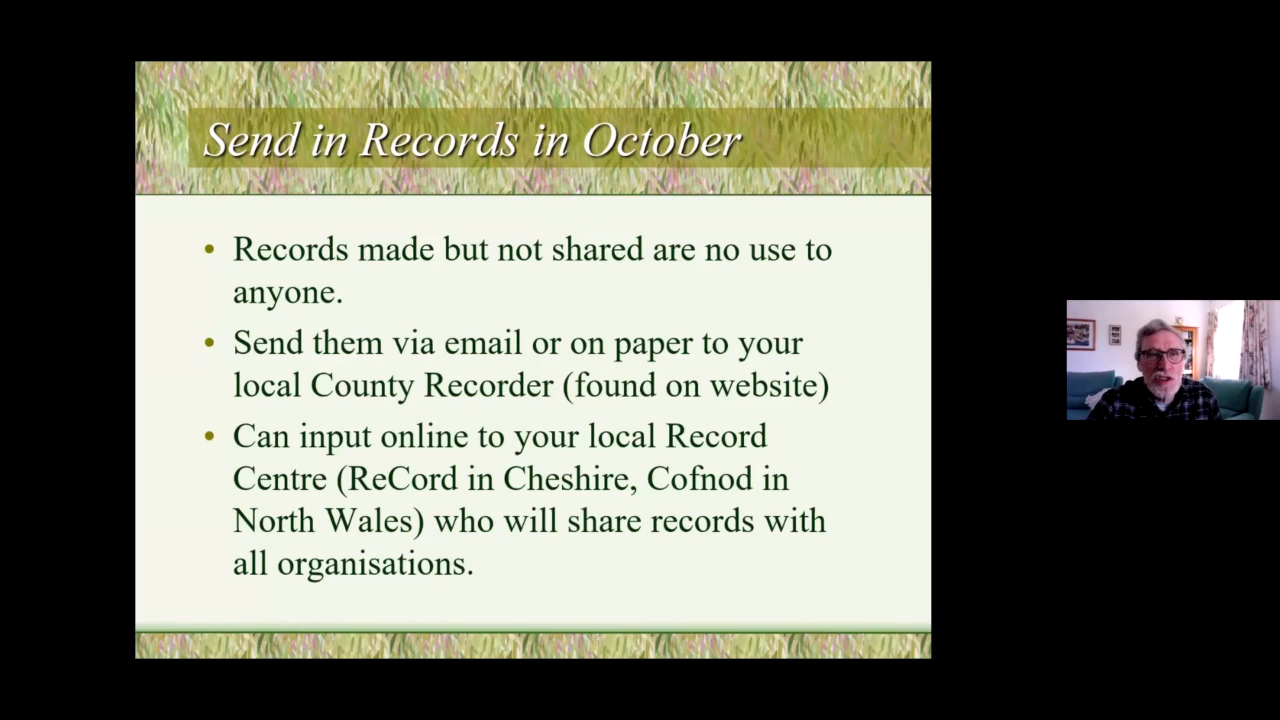 Send in Records in October
• Records made but not shared are no use to
anyone.
• Send them via email or on paper to your
local County Recorder (found on website)
• Can input online to your local Record
Centre (ReCord in Cheshire, Cofnod in
North Wales) who will share records with
all organisations.